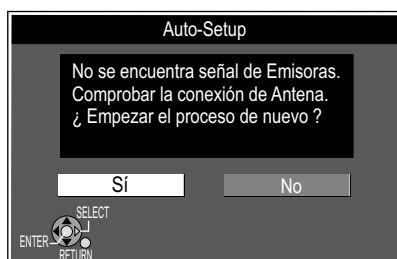 Auto-Setup
No se encuentra señal de Emisoras.
Comprobar la conexión de Antena.
¿ Empezar el proceso de nuevo ?
Sí No
SELECT
ENTER
RETURN